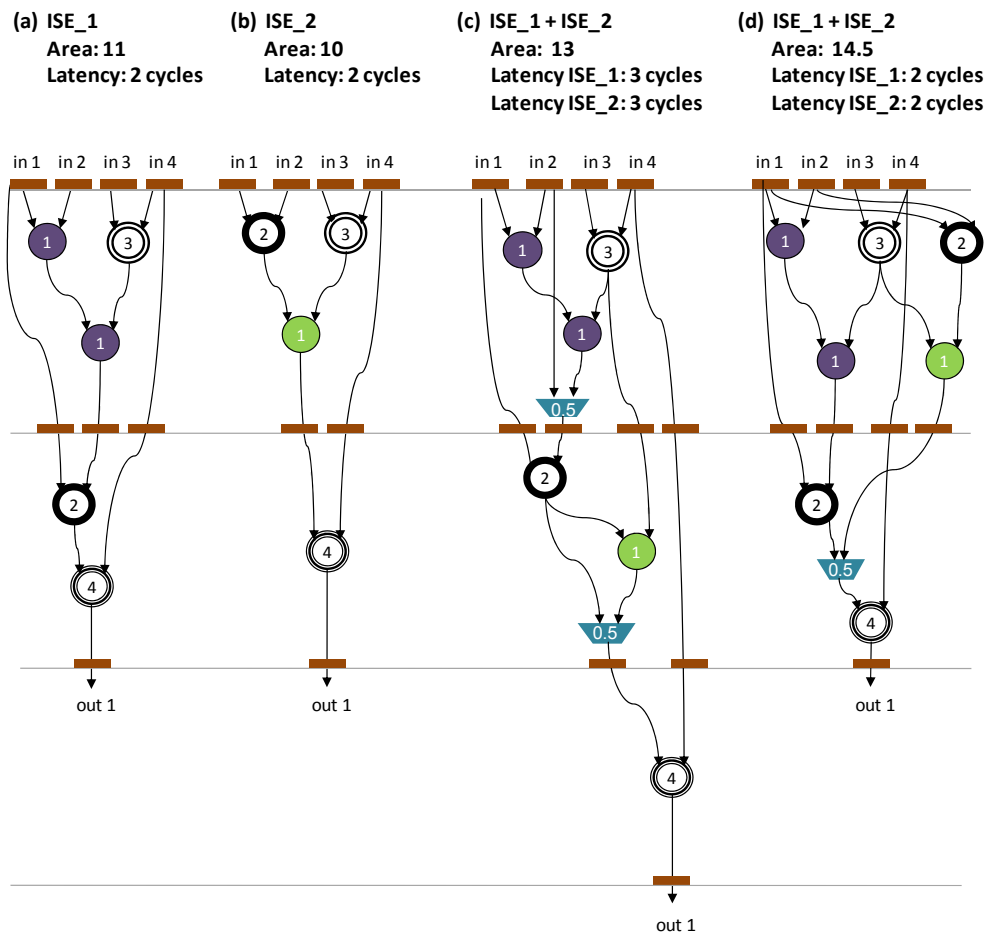 (a) ISE_1
Area: 11
Latency: 2 cycles
(b) ISE_2
Area: 10
Latency: 2 cycles
(c) ISE_1 + ISE_2
Area: 13
Latency ISE_1: 3 cycles
Latency ISE_2: 3 cycles
(d) ISE_1 + ISE_2
Area: 14.5
Latency ISE_1: 2 cycles
Latency ISE_2: 2 cycles
in 1 in 2 in 3 in 4
1 3
1
2
4
out 1
in 1 in 2 in 3 in 4
2 3
1
4
out 1
in 1 in 2 in 3 in 4
1 3
1
0.5
2
1
0.5
4
out 1
in 1 in 2 in 3 in 4
1 3 2
1 1
2
0.5
4
out 1